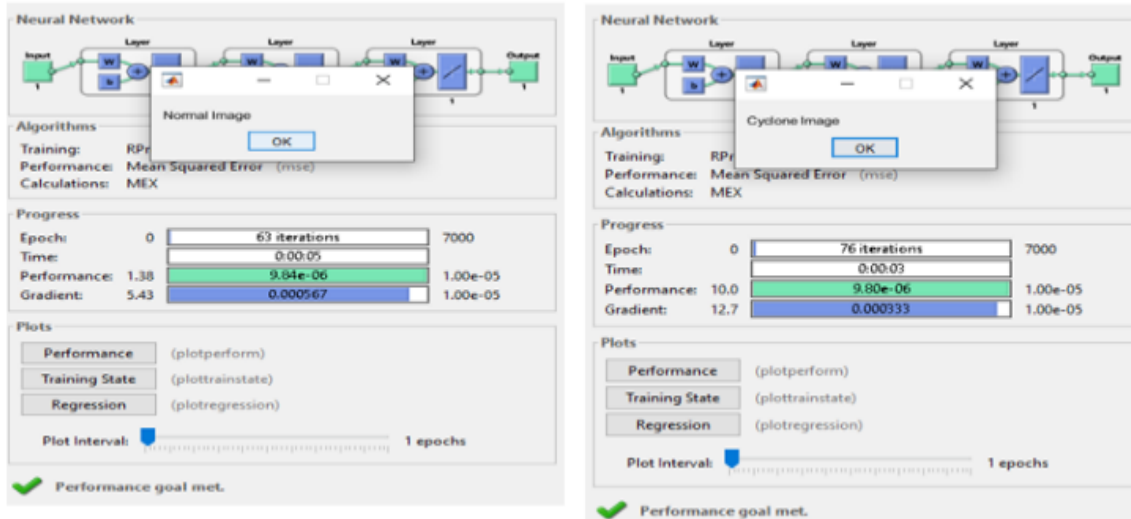 Neural Network
Layer Layer Layer
Input Output
W W
b
1 1 1
Normal Image
OK
Algorithms
Training: RPr
Performance: Mean Squared Error (mse)
Calculations: MEX
Progress
Epoch: 0 63 iterations 7000
Time: 0:00:05
Performance: 1.38 9.84e-06 1.00e-05
Gradient: 5.43 0.000567 1.00e-05
Plots
Performance (plotperform)
Training State (plottrainstate)
Regression (plotregression)
Plot Interval: 1 epochs
Performance goal met.
Neural Network
Layer Layer Layer
Input Output
W W
b
1 1 1
Cyclone Image
OK
Algorithms
Training: RPr
Performance: Mean Squared Error (mse)
Calculations: MEX
Progress
Epoch: 0 76 iterations 7000
Time: 0:00:03
Performance: 10.0 9.80e-06 1.00e-05
Gradient: 12.7 0.000333 1.00e-05
Plots
Performance (plotperform)
Training State (plottrainstate)
Regression (plotregression)
Plot Interval: 1 epochs
Performance goal met.